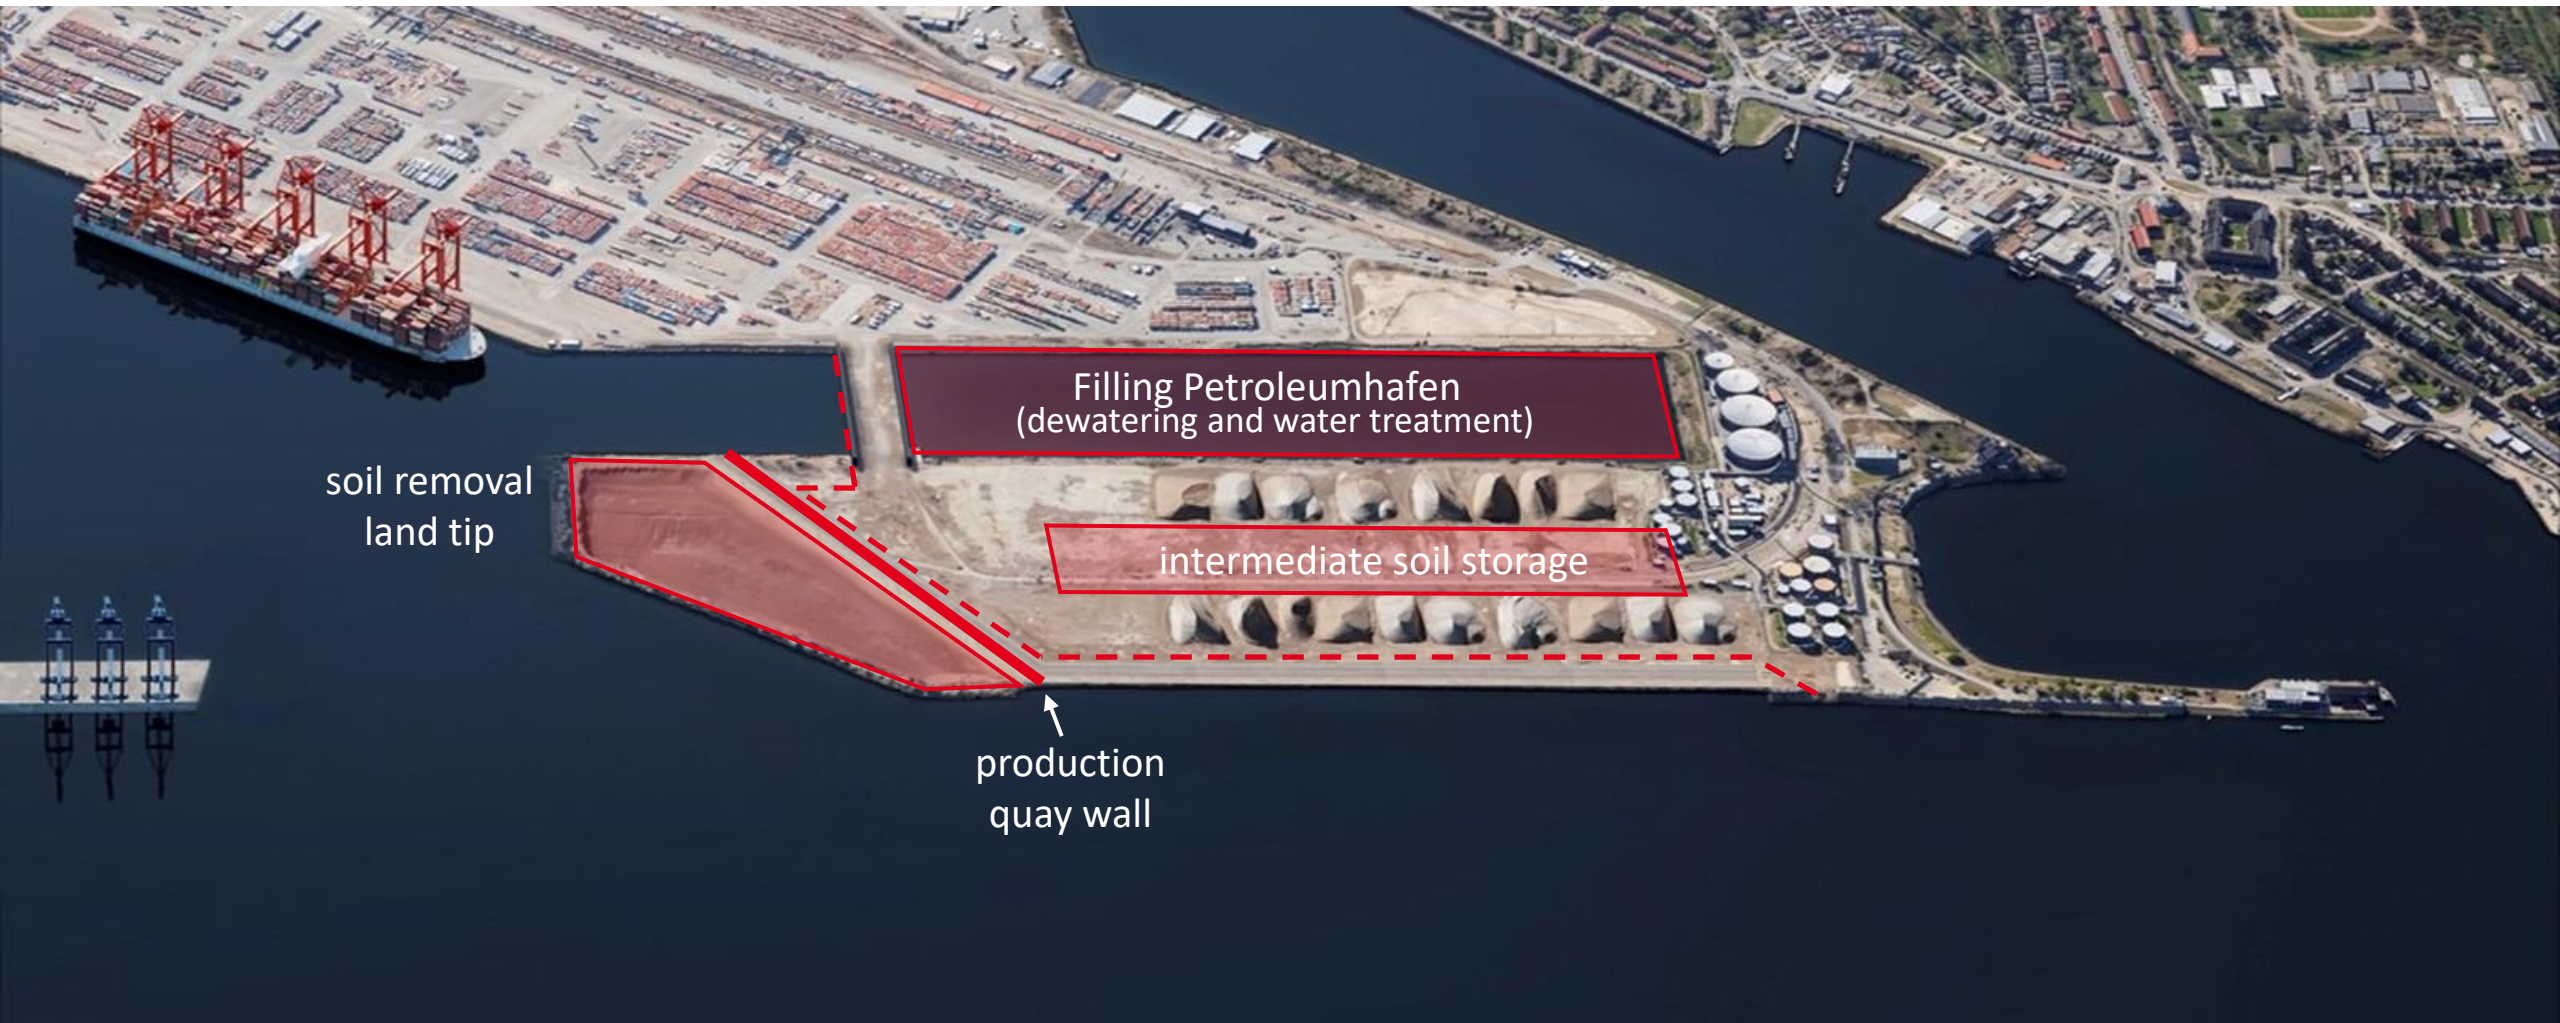 Filling Petroleumhafen
(dewatering and water treatment)
soil removal
land tip
intermediate soil storage
production
quay wall